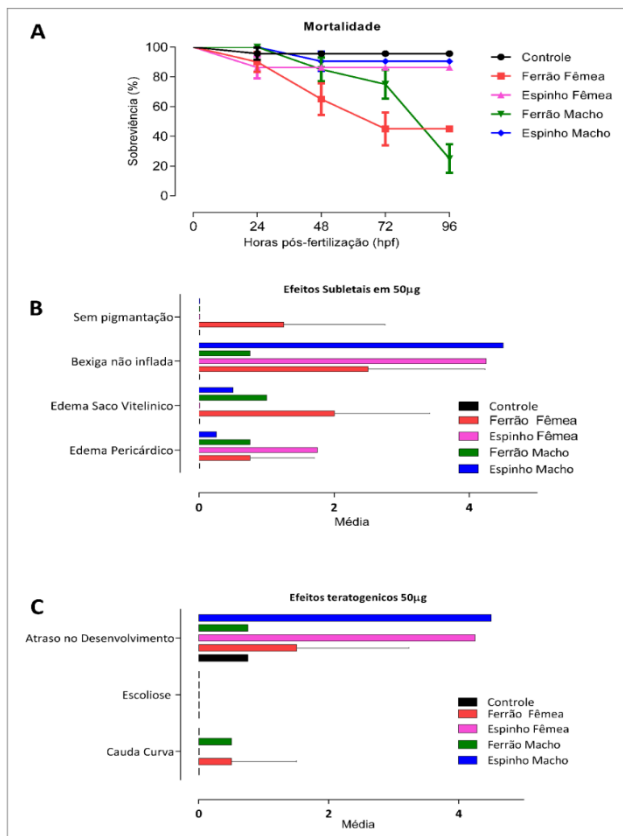 A
Mortalidade
Sobreviência (%)
100
80
60
40
20
0
0 24 48 72 96
Horas pós-fertilização (hpf)
Controle
Ferrão Fêmea
Espinho Fêmea
Ferrão Macho
Espinho Macho
B
Efeitos Subletais em 50µg
Sem pigmantação
Bexiga não inflada
Edema Saco Vitelinico
Edema Pericárdico
Controle
Ferrão Fêmea
Espinho Fêmea
Ferrão Macho
Espinho Macho
0 2 4
Média
C
Efeitos teratogenicos 50µg
Atraso no Desenvolvimento
Escoliose
Cauda Curva
Controle
Ferrão Fêmea
Espinho Fêmea
Ferrão Macho
Espinho Macho
0 2 4
Média